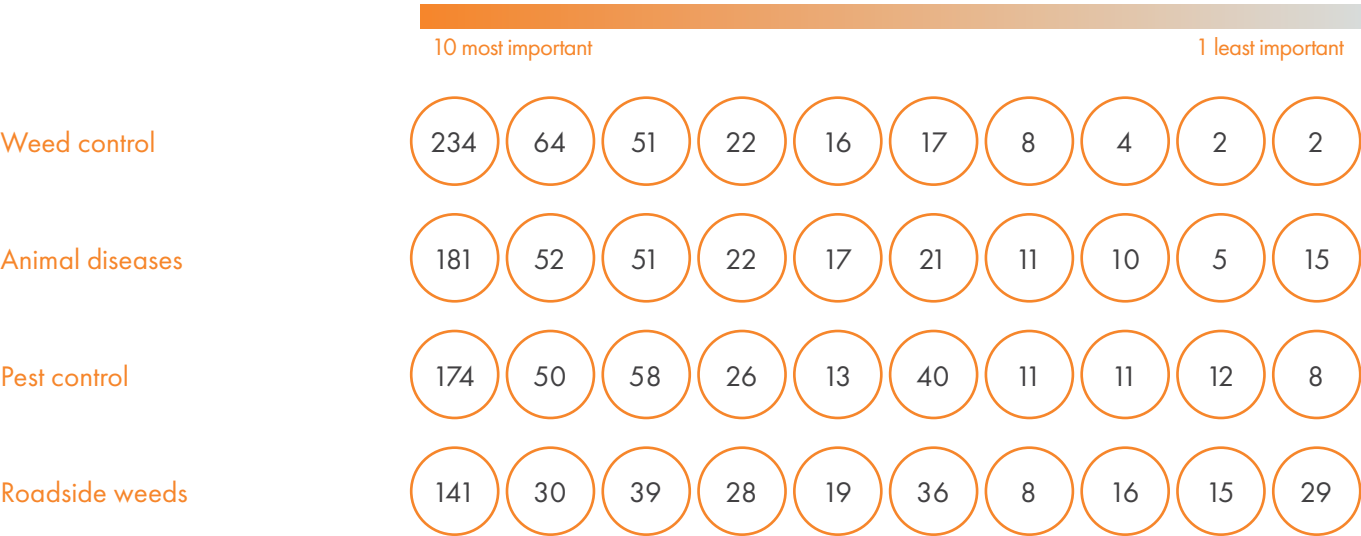 10 most important 1 least important
Weed control 234 64 51 22 16 17 8 4 2 2
Animal diseases 181 52 51 22 17 21 11 10 5 15
Pest control 174 50 58 26 13 40 11 11 12 8
Roadside weeds 141 30 39 28 19 36 8 16 15 29